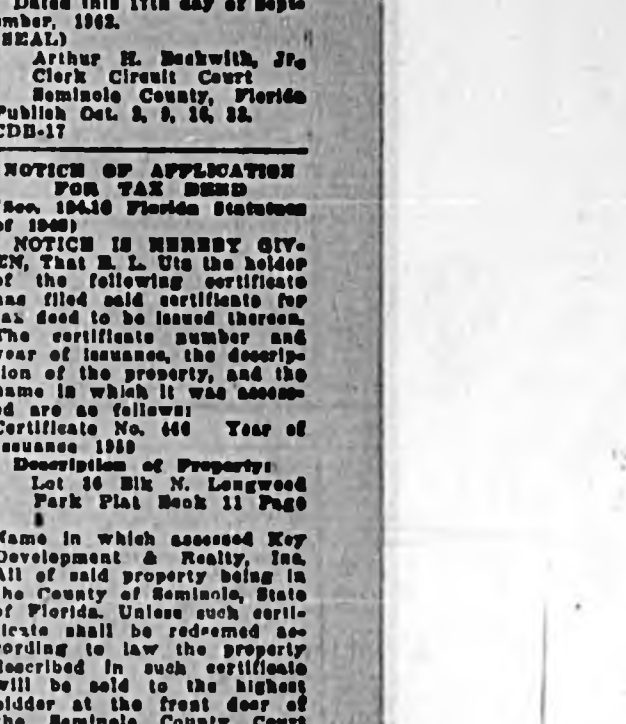 Dated this 17th day of Sept-
ember, 1962.
(SEAL)
Arthur H. Beckwith, Jr.
Clerk Circuit Court
Seminole County, Florida
Publish Oct. 2, 9, 16, 23.
CDB-17
NOTICE OF APPLICATION
FOR TAX DEED
(Sec. 194.16 Florida Statutes
of 1949)
NOTICE IS HEREBY GIV-
EN, That R. L. Uts the holder
of the following certificate
has filed said certificate for
tax deed to be issued thereon.
The certificate number and
year of issuance, the descrip-
tion of the property, and the
name in which it was assess-
ed are as follows:
Certificate No. 446 Year of
Issuance 1959
Description of Property:
Lot 16 Blk N. Longwood
Park Plat Book 11 Page
Name in which assessed Key
Development & Realty, Inc.
All of said property being in
the County of Seminole, State
of Florida. Unless such certi-
ficate shall be redeemed ac-
cording to law the property
described in such certificate
will be sold to the highest
bidder at the front door of
the Seminole County Court